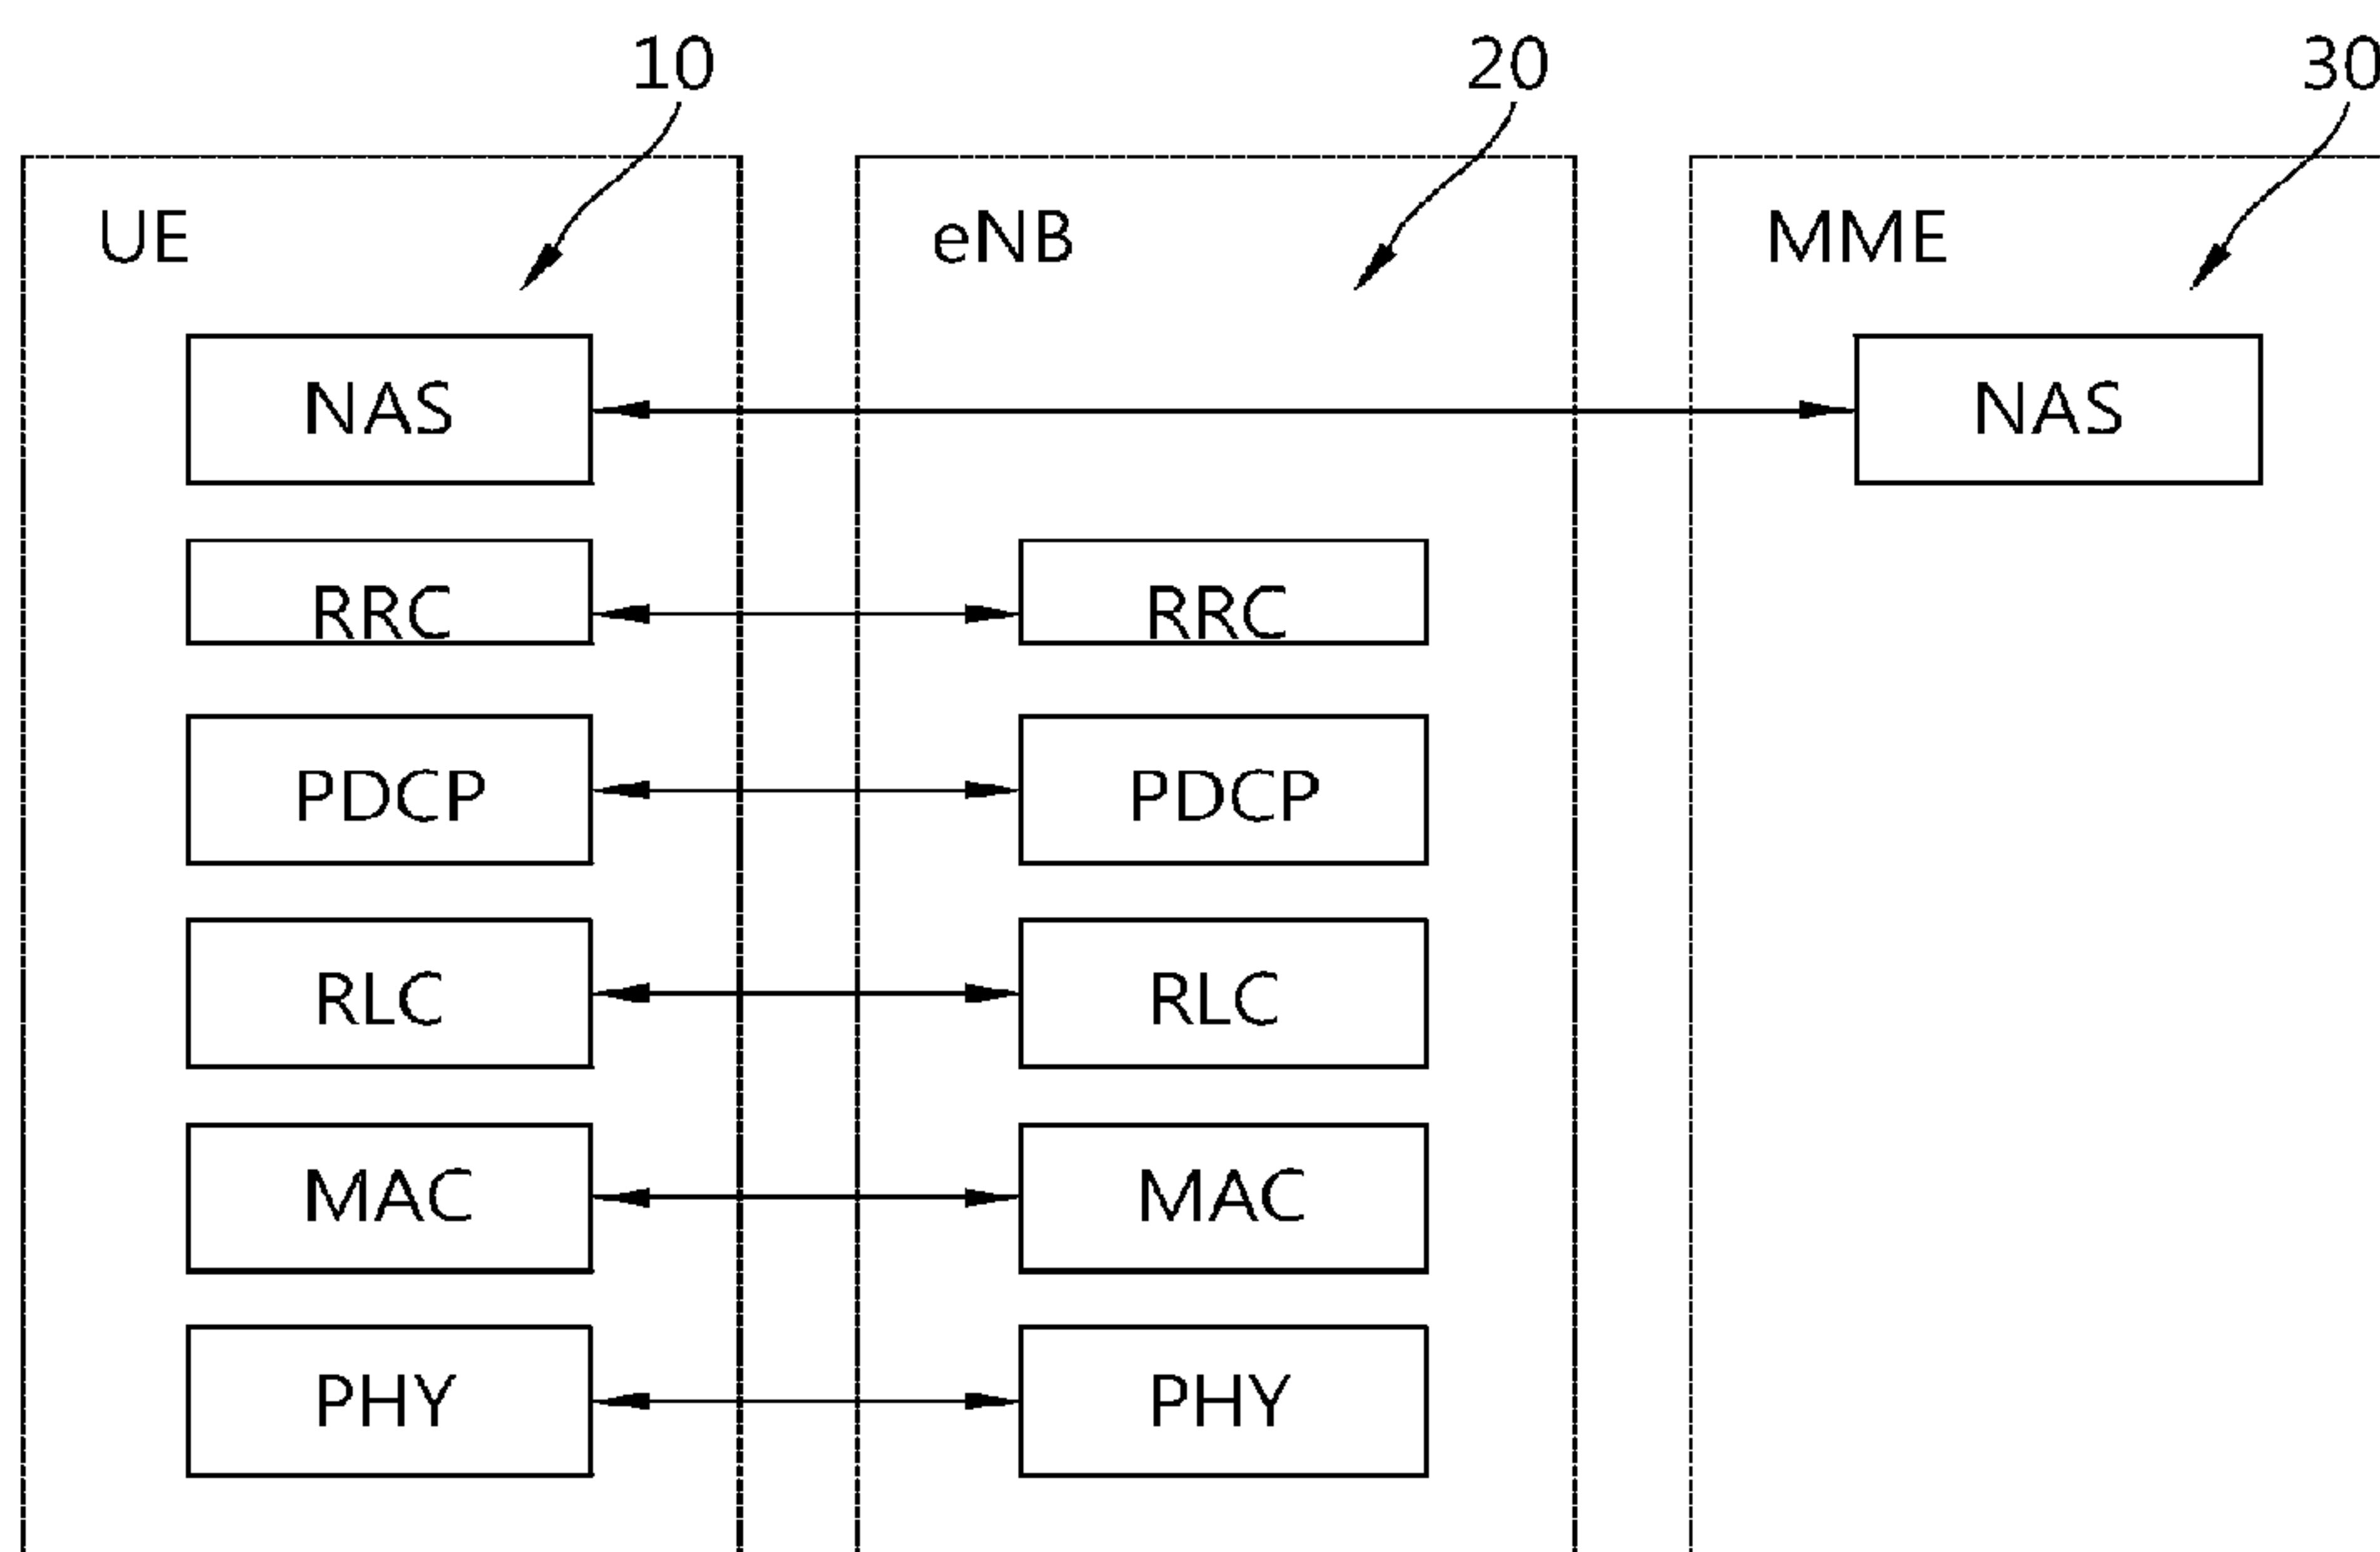 10 20 30
UE eNB MME
NAS NAS
RRC RRC
PDCP PDCP
RLC RLC
MAC MAC
PHY PHY